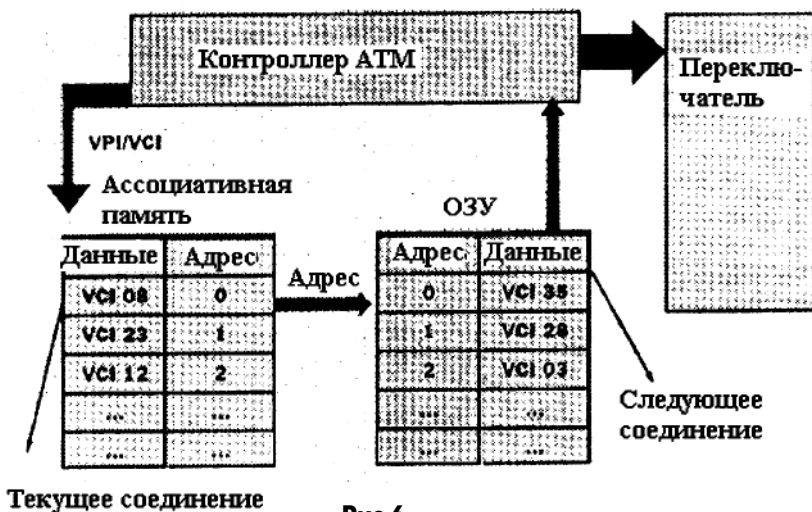 Контроллер АТМ
Переклю-
чатель
VPI/VCI
Ассоциативная
память
ОЗУ
Данные Адрес
VCI 08 0
VCI 23 1
VCI 12 2
... ...
... ...
Адрес
Адрес Данные
0 VCI 35
1 VCI 28
2 VCI 03
... ...
... ...
Следующее
соединение
Текущее соединение